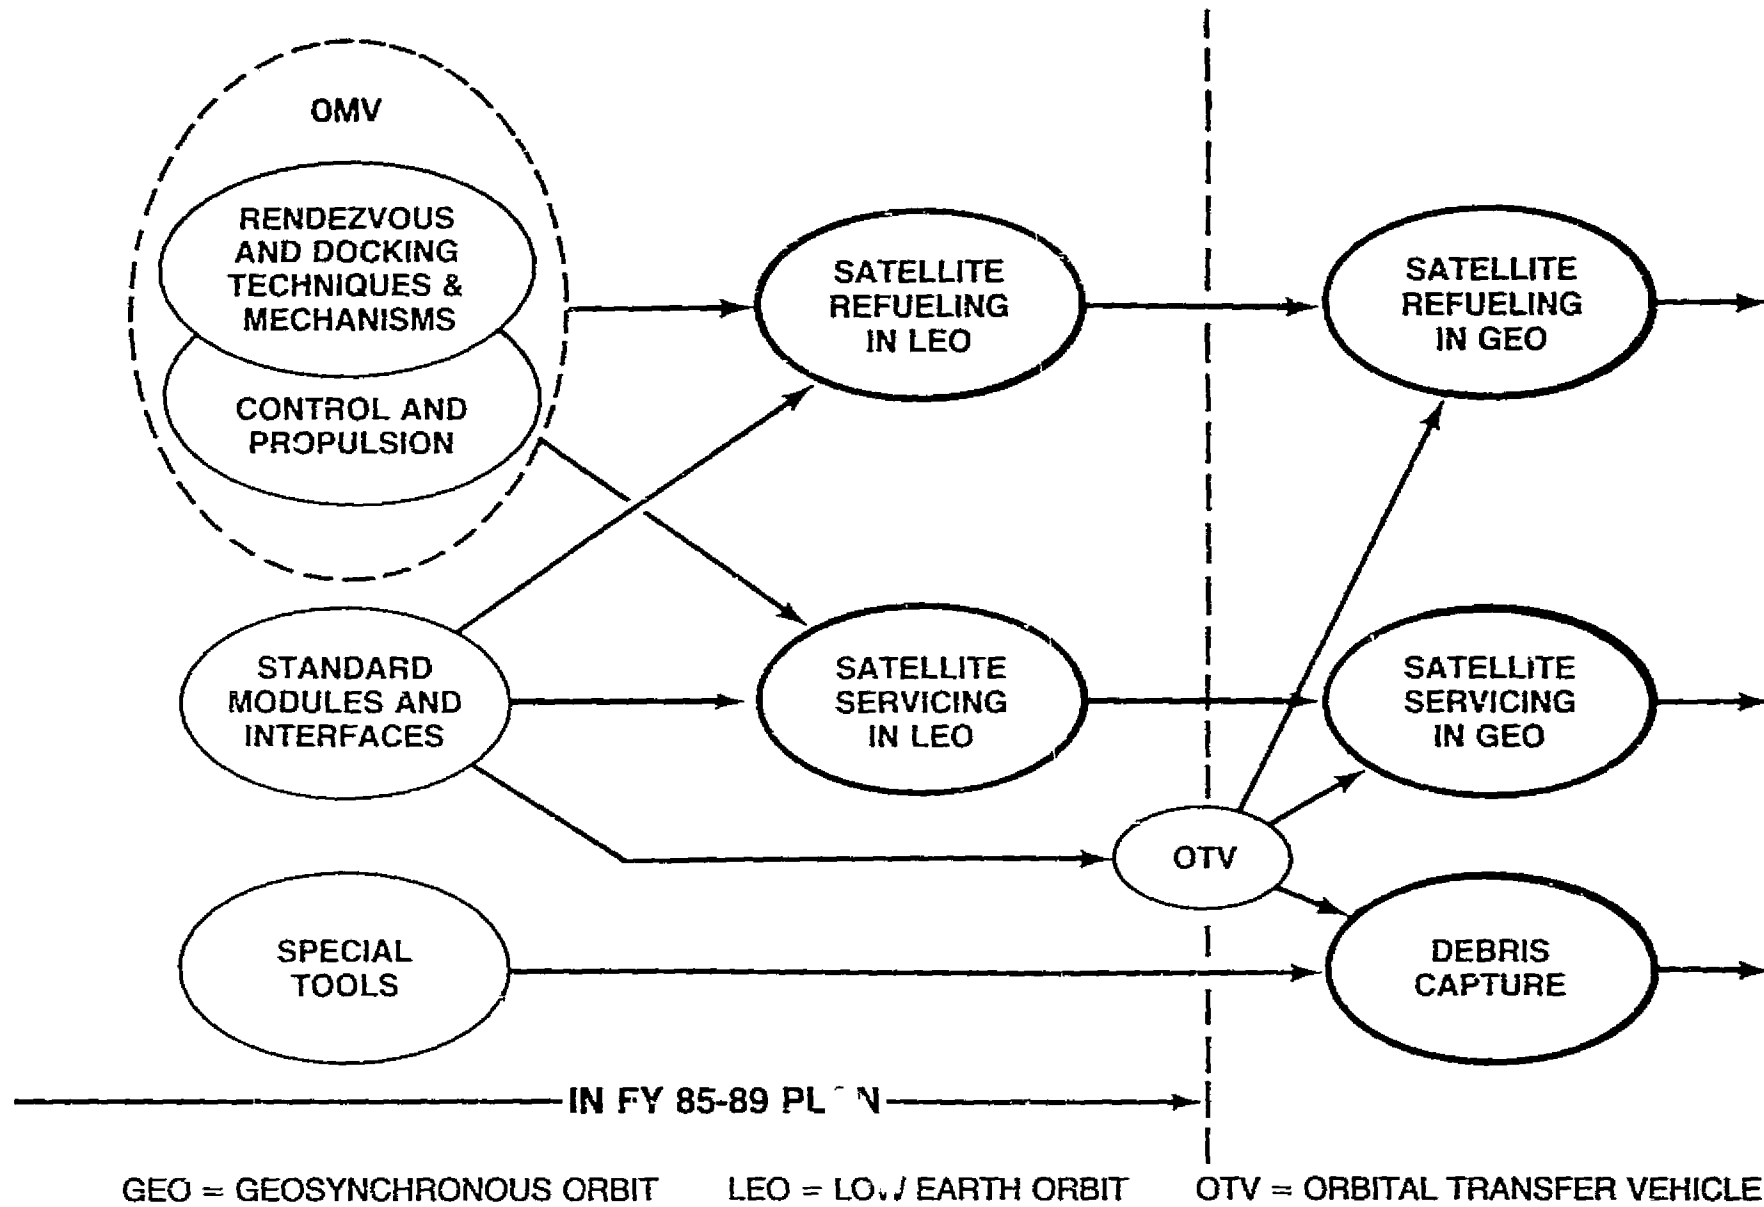 OMV
RENDEZVOUS
AND DOCKING
TECHNIQUES &
MECHANISMS
CONTROL AND
PROPULSION
SATELLITE
REFUELING
IN LEO
SATELLITE
REFUELING
IN GEO
STANDARD
MODULES AND
INTERFACES
SATELLITE
SERVICING
IN LEO
SATELLITE
SERVICING
IN GEO
OTV
SPECIAL
TOOLS
DEBRIS
CAPTURE
IN FY 85-89
GEO = GEOSYNCHRONOUS ORBIT
LEO = LOW EARTH ORBIT
OTV = ORBITAL TRANSFER VEHICLE